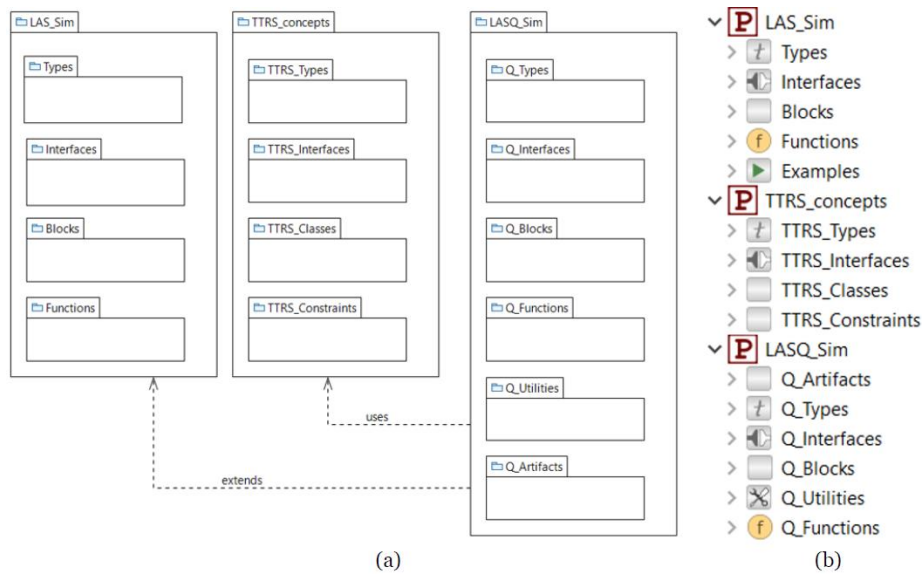 LAS_Sim
Types
Interfaces
Blocks
Functions
TTRS_concepts
TTRS_Types
TTRS_Interfaces
TTRS_Classes
TTRS_Constraints
LASQ_Sim
Q_Types
Q_Interfaces
Q_Blocks
Q_Functions
Q_Utilities
Q_Artifacts
uses
extends
(a)
P LAS_Sim
t Types
Interfaces
Blocks
f Functions
Examples
P TTRS_concepts
t TTRS_Types
TTRS_Interfaces
TTRS_Classes
TTRS_Constraints
P LASQ_Sim
Q_Artifacts
t Q_Types
Q_Interfaces
Q_Blocks
Q_Utilities
f Q_Functions
(b)